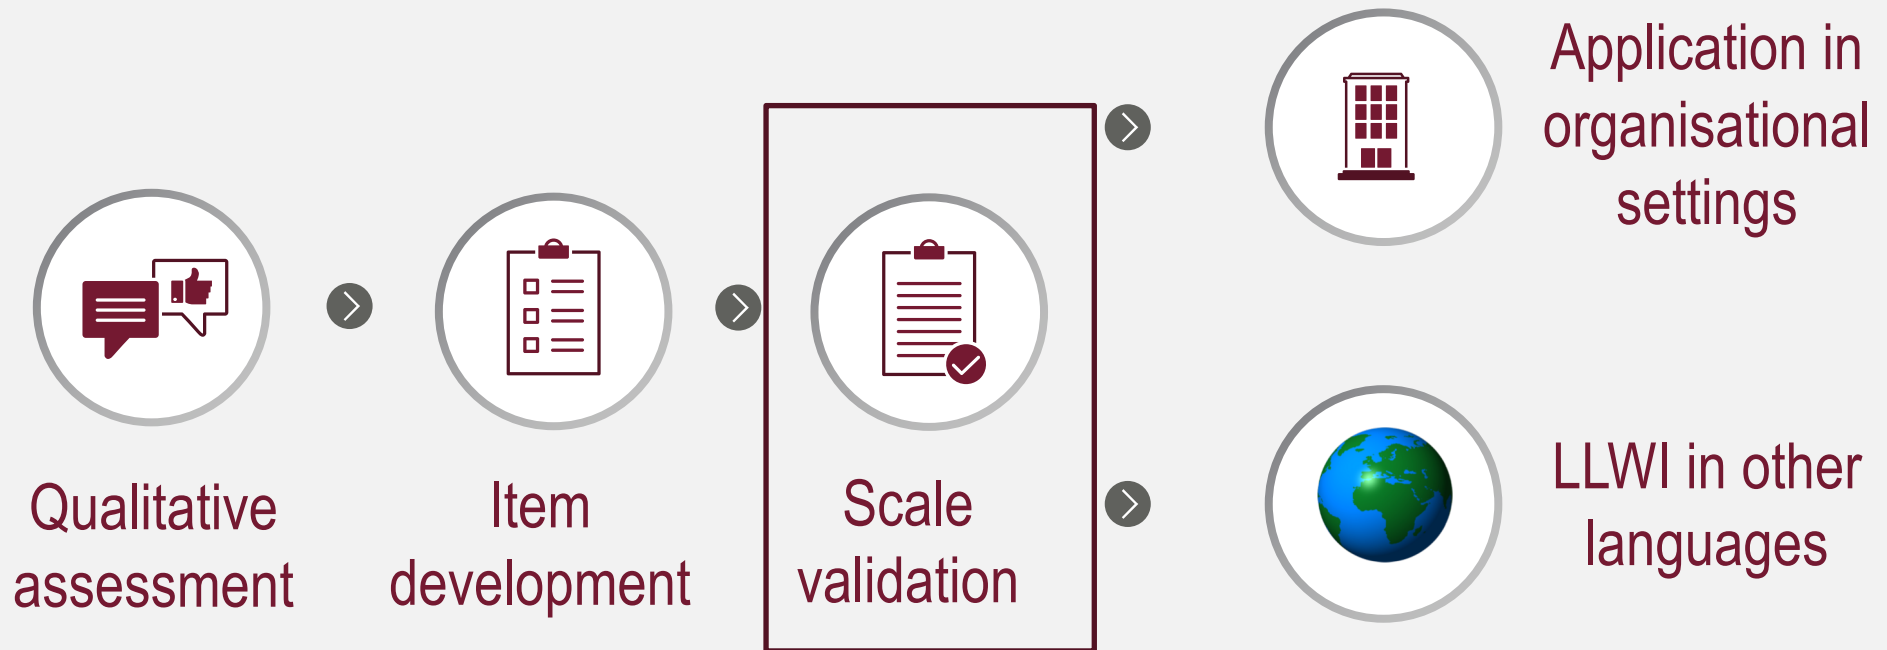 Qualitative
assessment
Item
development
Scale
validation
Application in
organisational
settings
LLWI in other
languages